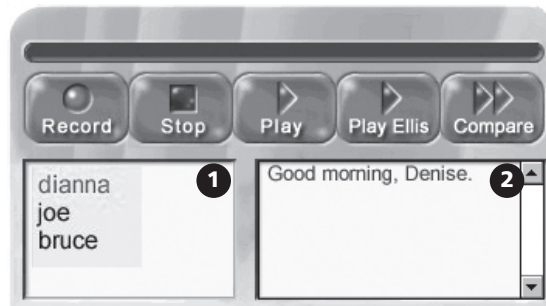 Record Stop Play Play Ellis Compare
dianna
joe
bruce
1
Good morning, Denise.
2